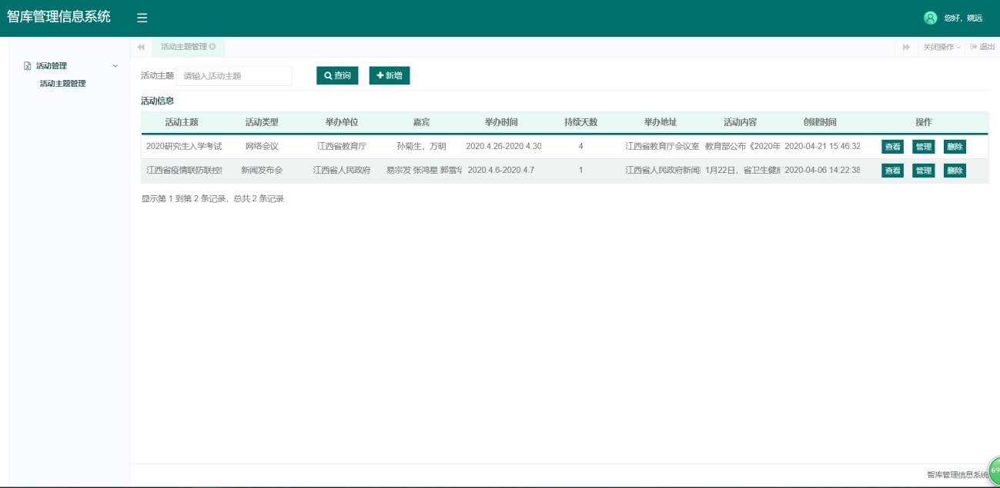 智库管理信息系统
您好，姚远
活动管理
活动主题管理
活动主题管理
关闭操作
退出
活动主题 请输入活动主题 查询 新增
活动信息
活动主题 活动类型 举办单位 嘉宾 举办时间 持续天数 举办地址 活动内容 创建时间 操作
2020研究生入学考试 网络会议 江西省教育厅 孙菊生，万明 2020.4.26-2020.4.30 4 江西省教育厅会议室 教育部公布《2020年 2020-04-21 15:46:32 查看 管理 删除
江西省疫情联防联控 新闻发布会 江西省人民政府 易宗发 张鸿星 郭雪 2020.4.6-2020.4.7 1 江西省人民政府新闻 1月22日，省卫生健 2020-04-06 14:22:38 查看 管理 删除
显示第 1 到第 2 条记录，总共 2 条记录
智库管理信息系统
69